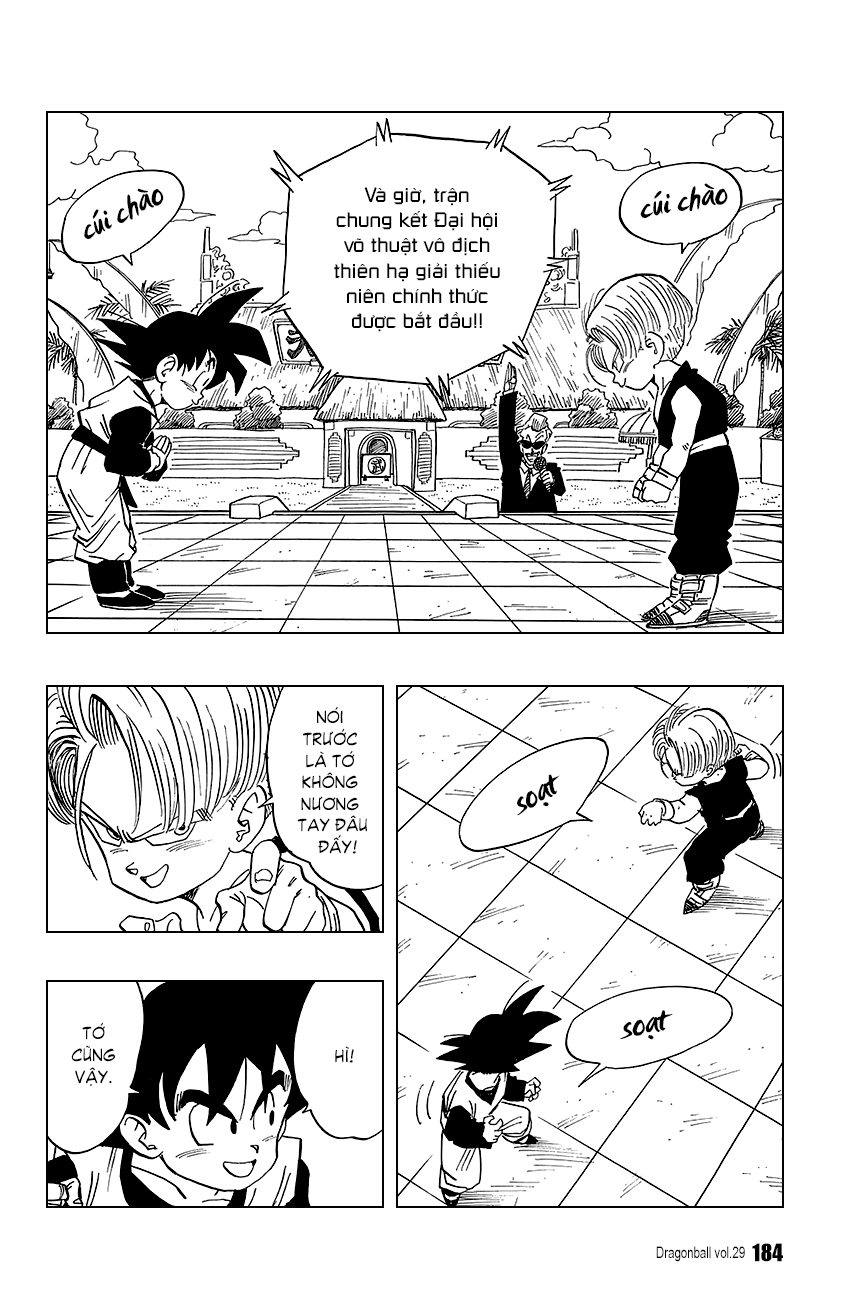 cúi chào
Và giờ, trận
chung kết Đại hội
võ thuật vô địch
thiên hạ giải thiếu
niên chính thức
được bắt đầu!!
cúi chào
NÓI
TRƯỚC
LÀ TỚ
KHÔNG
NƯƠNG
TAY ĐÂU
ĐẤY!
soạt
soạt
TỚ
CŨNG
VẬY.
HÌ!
Dragonball vol.29 184